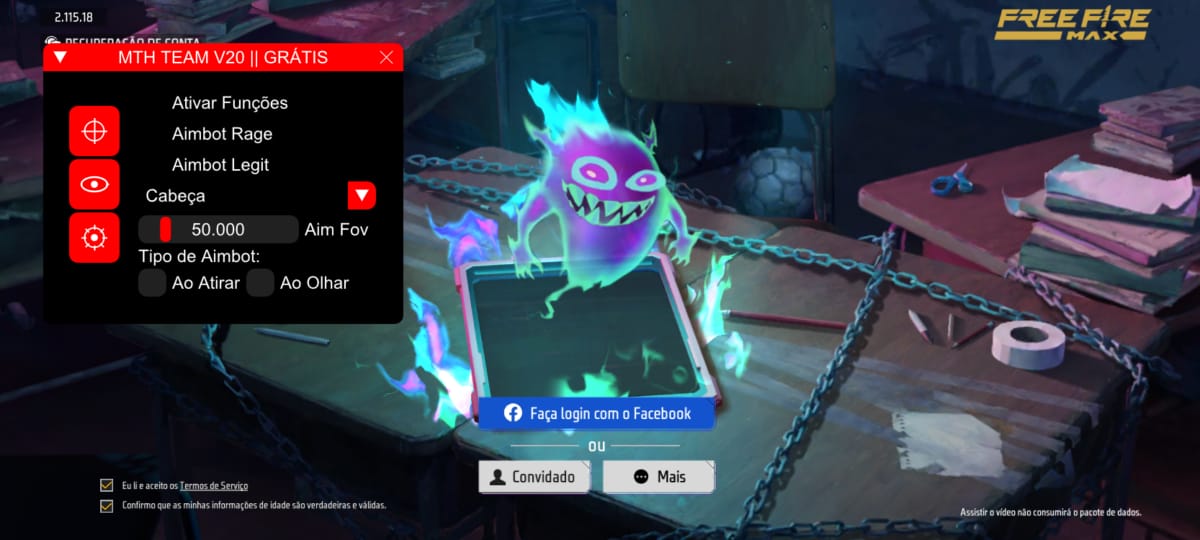 2.115.18
RECUPERAÇÃO DE CONTA
FREE FIRE
MAX
MTH TEAM V20 || GRÁTIS
Ativar Funções
Aimbot Rage
Aimbot Legit
Cabeça
50.000 Aim Fov
Tipo de Aimbot:
Ao Atirar Ao Olhar
Faça login com o Facebook
ou
Convidado Mais
Eu li e aceito os Termos de Serviço
Confirmo que as minhas informações de idade são verdadeiras e válidas.
Assistir o vídeo não consumirá o pacote de dados.